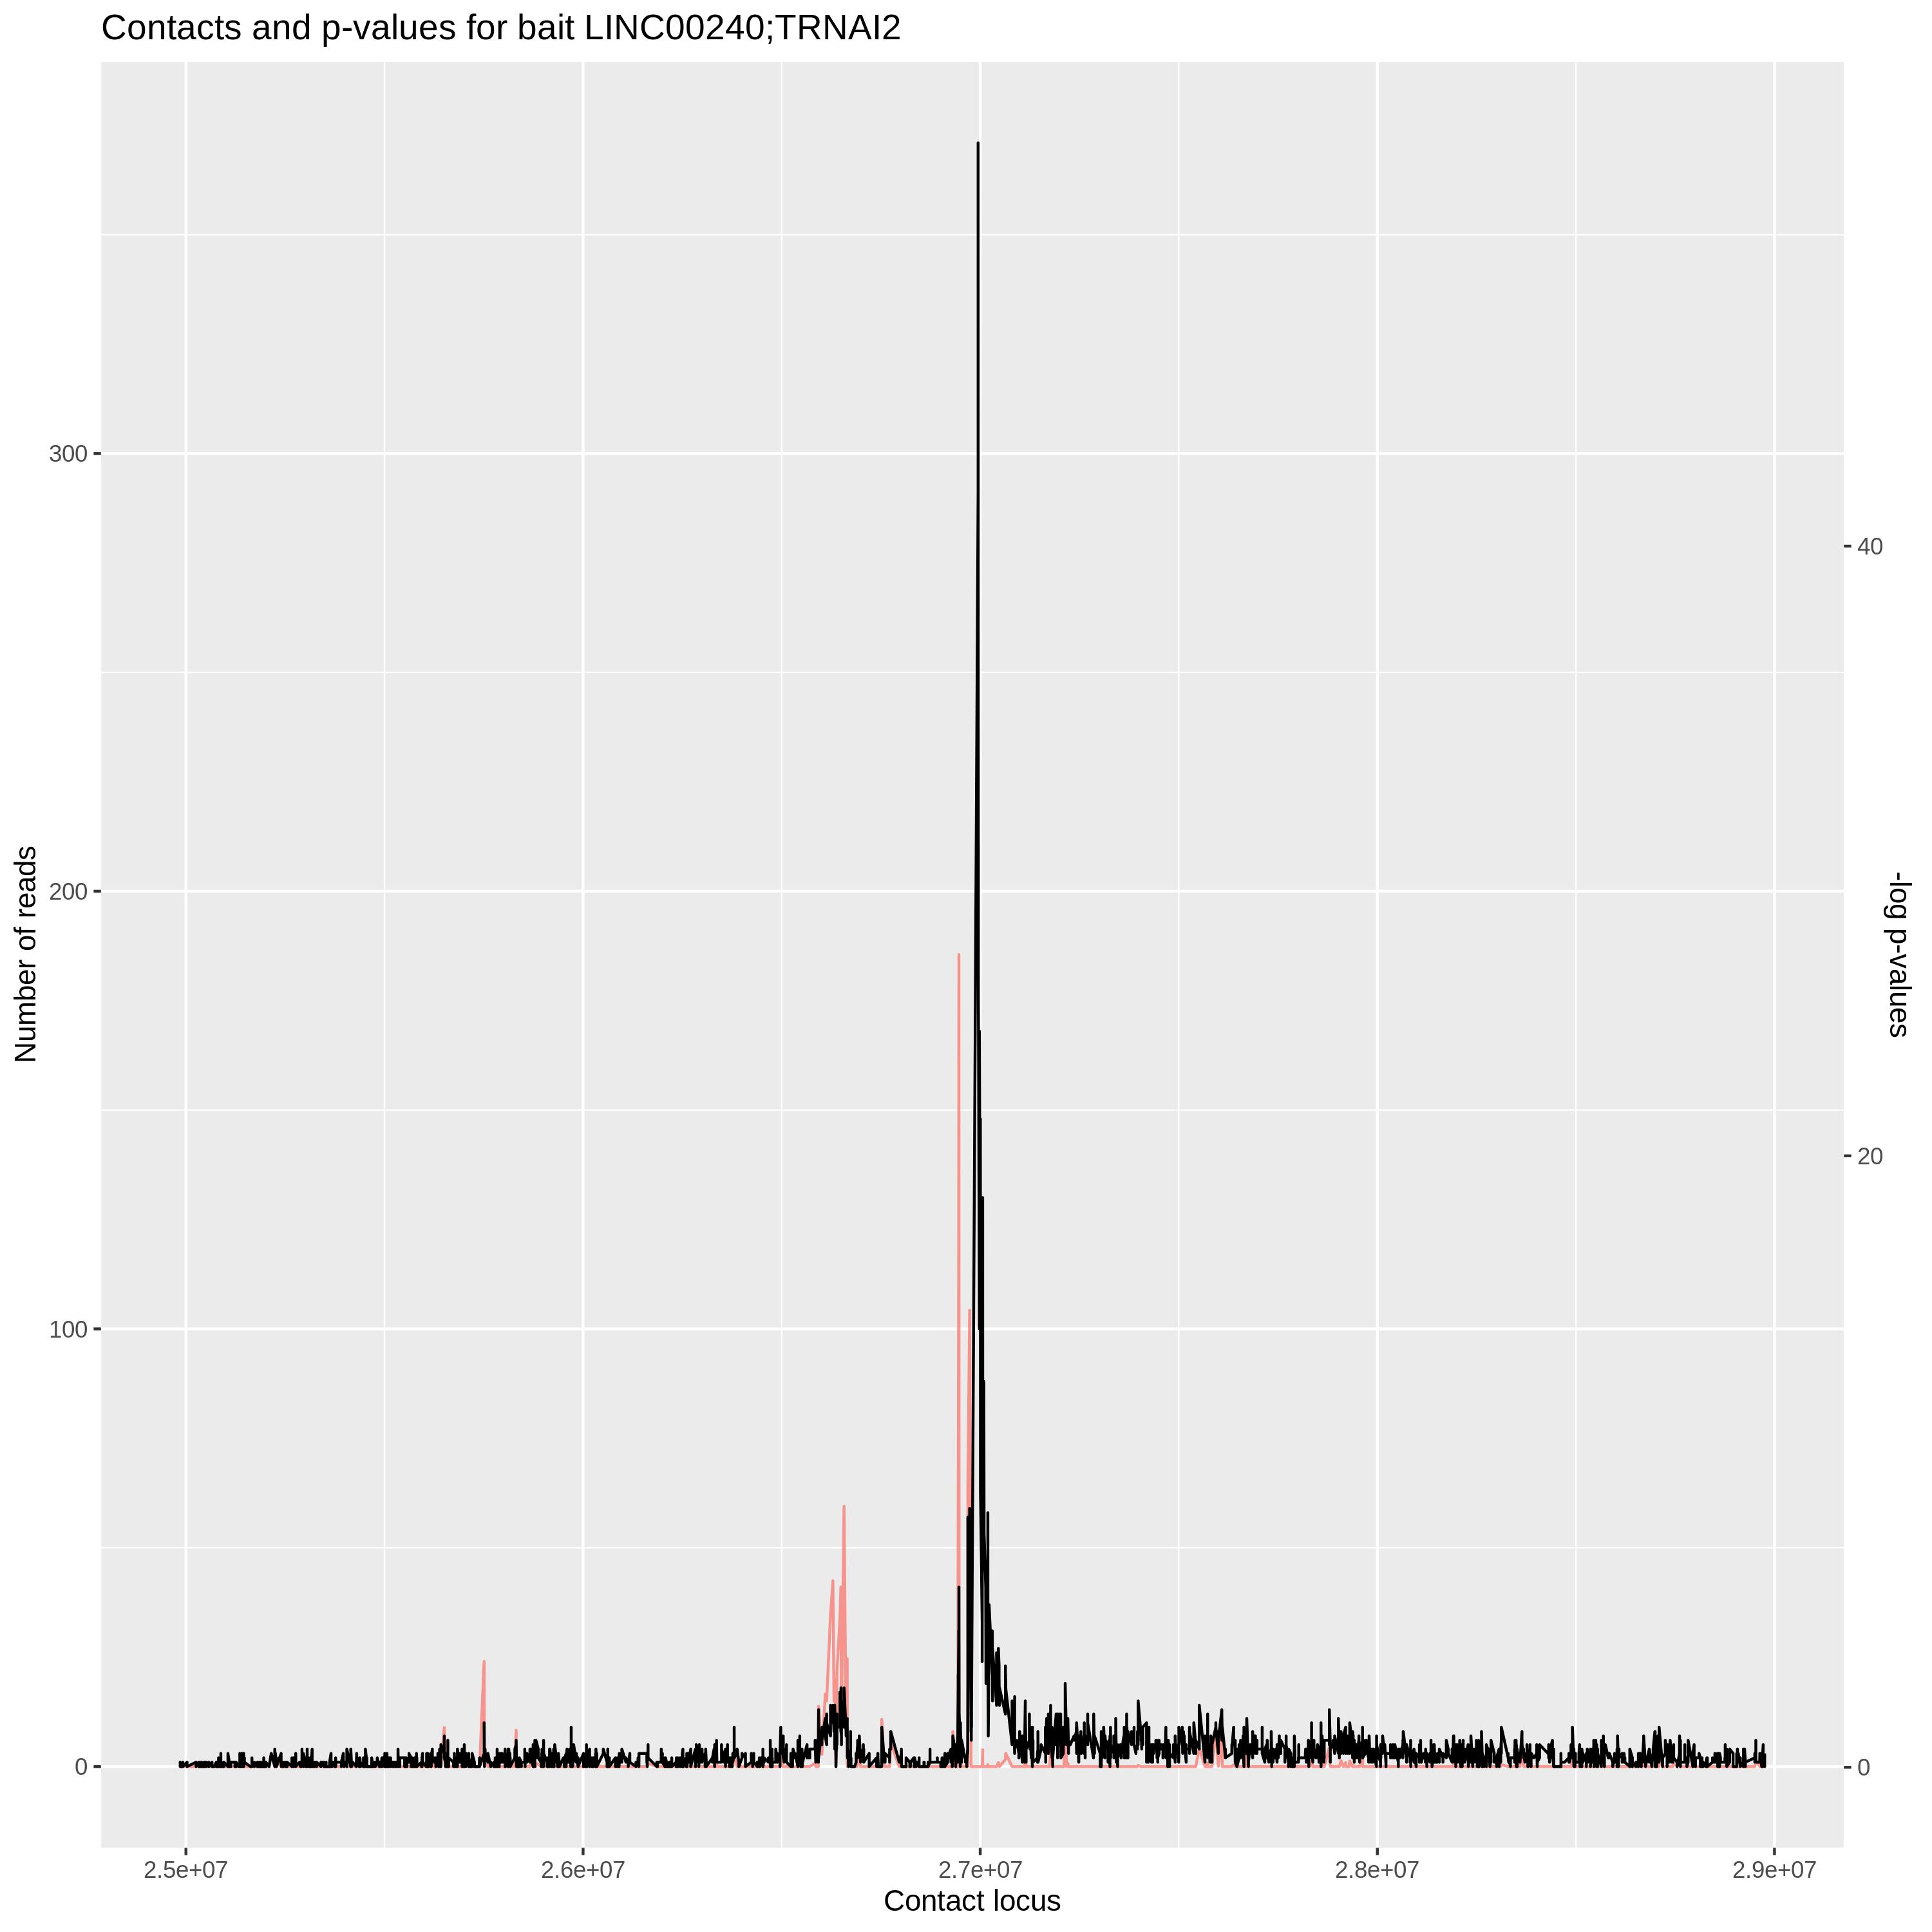 Contacts and p-values for bait LINC00240;TRNAI2
300
200
100
0
Number of reads
40
20
0
-log p-values
2.5e+07
2.6e+07
2.7e+07
2.8e+07
2.9e+07
Contact locus